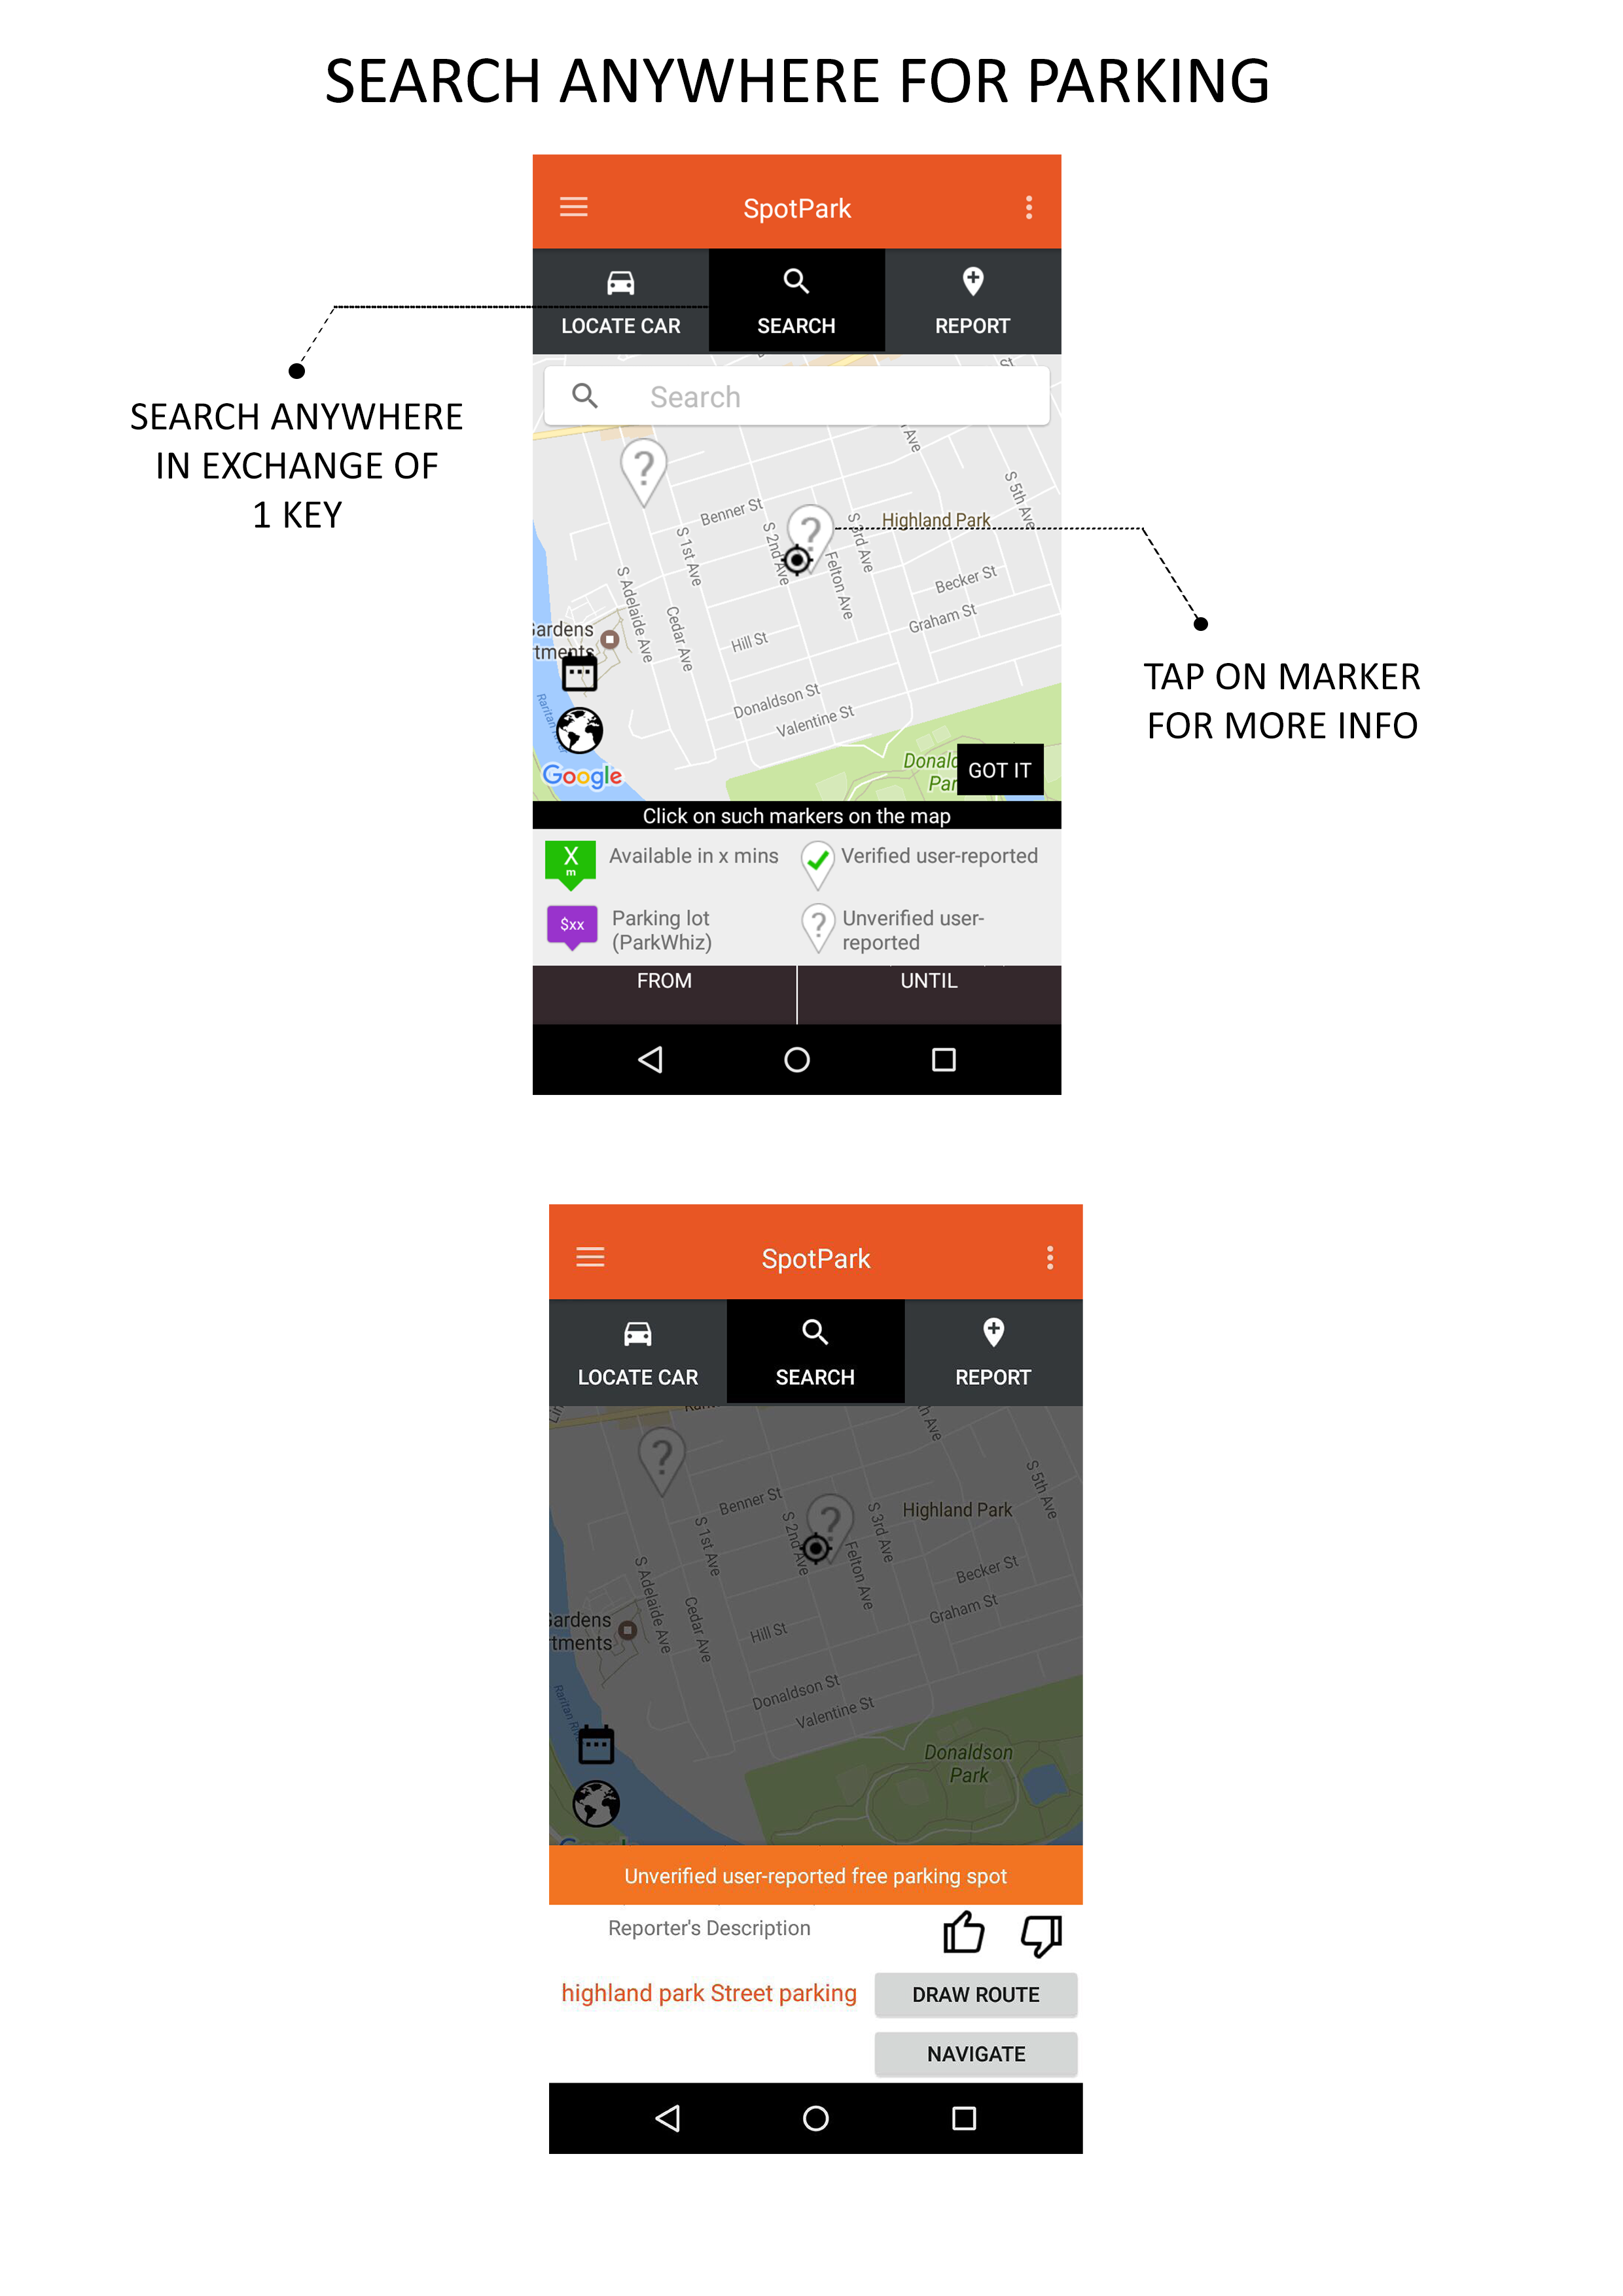 SEARCH ANYWHERE FOR PARKING
SpotPark
LOCATE CAR
SEARCH
REPORT
SEARCH ANYWHERE
IN EXCHANGE OF
1 KEY
Search
Ave
S 5th Ave
Benner St
Highland Park
S 1st Ave
S 2nd Ave
S 3rd Ave
Felton Ave
Becker St
Graham St
S Adelaide Ave
Cedar Ave
Hill St
Donaldson St
Valentine St
Google
GOT IT
TAP ON MARKER
FOR MORE INFO
Click on such markers on the map
X
m
Available in x mins
Verified user-reported
$xx
Parking lot
(ParkWhiz)
Unverified user-
reported
FROM
UNTIL
SpotPark
LOCATE CAR
SEARCH
REPORT
Ave
S 5th Ave
Benner St
Highland Park
S 1st Ave
S 2nd Ave
S 3rd Ave
Felton Ave
Becker St
Graham St
S Adelaide Ave
Cedar Ave
Hill St
Donaldson St
Valentine St
Donaldson
Park
Unverified user-reported free parking spot
Reporter's Description
highland park Street parking
DRAW ROUTE
NAVIGATE